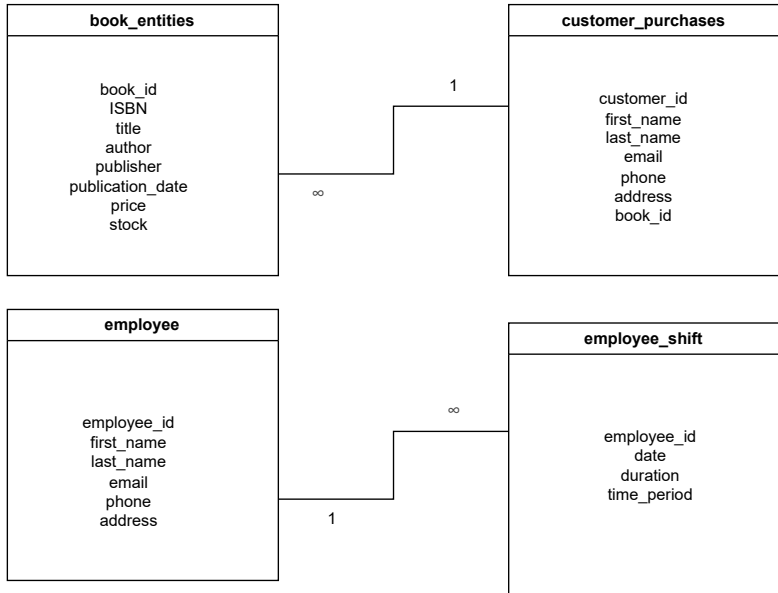 book_entities
book_id
ISBN
title
author
publisher
publication_date
price
stock
∞
1
customer_purchases
customer_id
first_name
last_name
email
phone
address
book_id
employee
employee_id
first_name
last_name
email
phone
address
1
∞
employee_shift
employee_id
date
duration
time_period